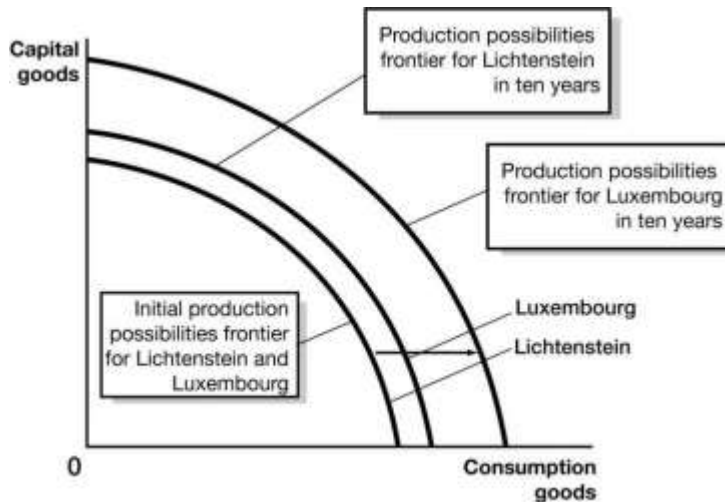 Capital
goods
Production possibilities
frontier for Lichtenstein
in ten years
Production possibilities
frontier for Luxembourg
in ten years
Initial production
possibilities frontier
for Lichtenstein and
Luxembourg
Luxembourg
Lichtenstein
0
Consumption
goods